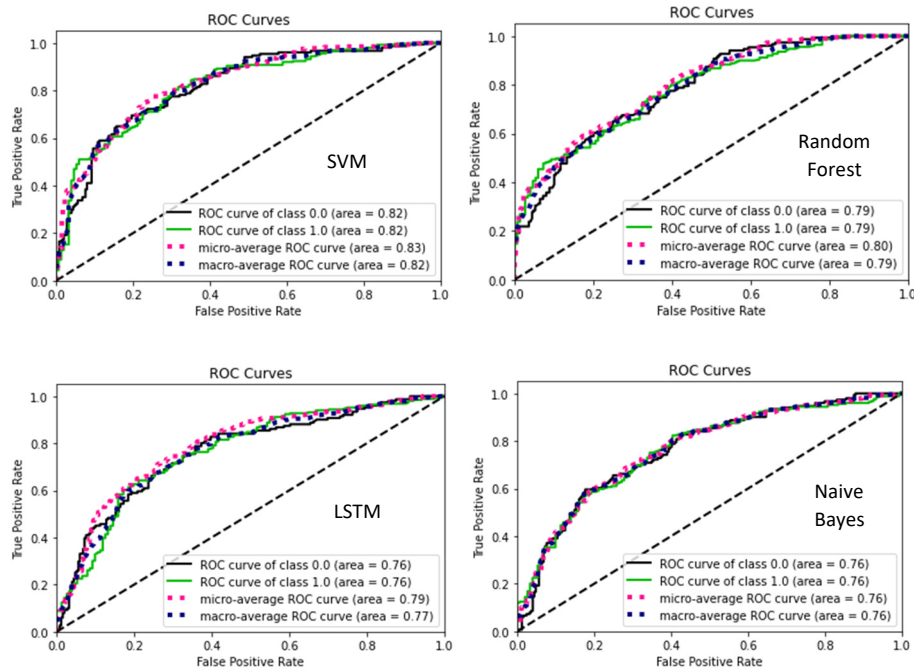 ROC Curves
True Positive Rate
1.0
0.8
0.6
0.4
0.2
0.0
SVM
ROC curve of class 0.0 (area = 0.82)
ROC curve of class 1.0 (area = 0.82)
micro-average ROC curve (area = 0.83)
macro-average ROC curve (area = 0.82)
0.0 0.2 0.4 0.6 0.8 1.0
False Positive Rate
ROC Curves
True Positive Rate
1.0
0.8
0.6
0.4
0.2
0.0
Random
Forest
ROC curve of class 0.0 (area = 0.79)
ROC curve of class 1.0 (area = 0.79)
micro-average ROC curve (area = 0.80)
macro-average ROC curve (area = 0.79)
0.0 0.2 0.4 0.6 0.8 1.0
False Positive Rate
ROC Curves
True Positive Rate
1.0
0.8
0.6
0.4
0.2
0.0
LSTM
ROC curve of class 0.0 (area = 0.76)
ROC curve of class 1.0 (area = 0.76)
micro-average ROC curve (area = 0.79)
macro-average ROC curve (area = 0.77)
0.0 0.2 0.4 0.6 0.8 1.0
False Positive Rate
ROC Curves
True Positive Rate
1.0
0.8
0.6
0.4
0.2
0.0
Naive
Bayes
ROC curve of class 0.0 (area = 0.76)
ROC curve of class 1.0 (area = 0.76)
micro-average ROC curve (area = 0.76)
macro-average ROC curve (area = 0.76)
0.0 0.2 0.4 0.6 0.8 1.0
False Positive Rate